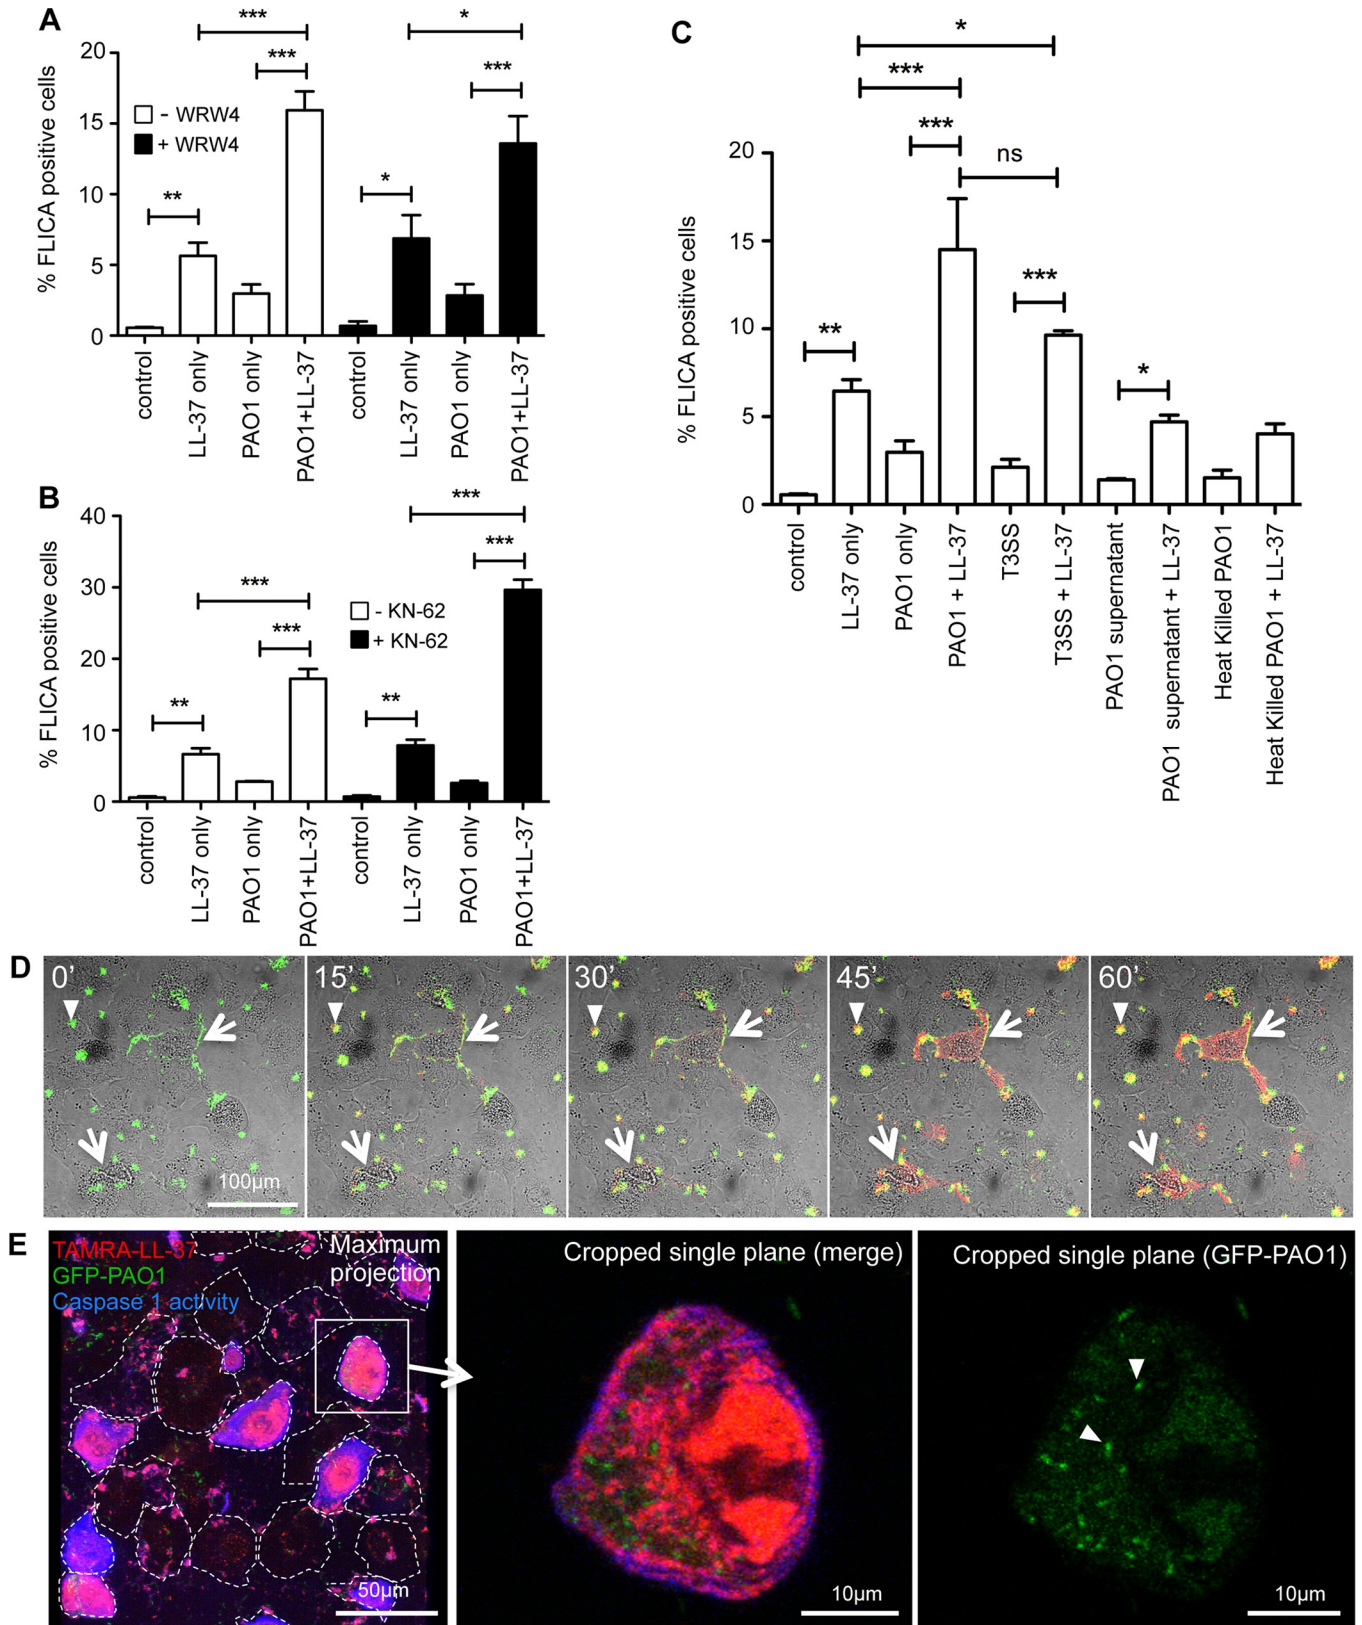 A
***
*
***
***
20
15
10
5
0
% FLICA positive cells
- WRW4
+ WRW4
**
*
control
LL-37 only
PAO1 only
PAO1+LL-37
control
LL-37 only
PAO1 only
PAO1+LL-37
B
***
***
***
***
**
**
40
30
20
10
0
% FLICA positive cells
- KN-62
+ KN-62
control
LL-37 only
PAO1 only
PAO1+LL-37
control
LL-37 only
PAO1 only
PAO1+LL-37
C
*
***
***
ns
***
**
*
20
15
10
5
0
% FLICA positive cells
control
LL-37 only
PAO1 only
PAO1 + LL-37
T3SS
T3SS + LL-37
PAO1 supernatant
PAO1 supernatant + LL-37
Heat Killed PAO1
Heat Killed PAO1 + LL-37
D
0’
15’
30’
45’
60’
100µm
E
TAMRA-LL-37
GFP-PAO1
Caspase 1 activity
Maximum
projection
50µm
Cropped single plane (merge)
10µm
Cropped single plane (GFP-PAO1)
10µm